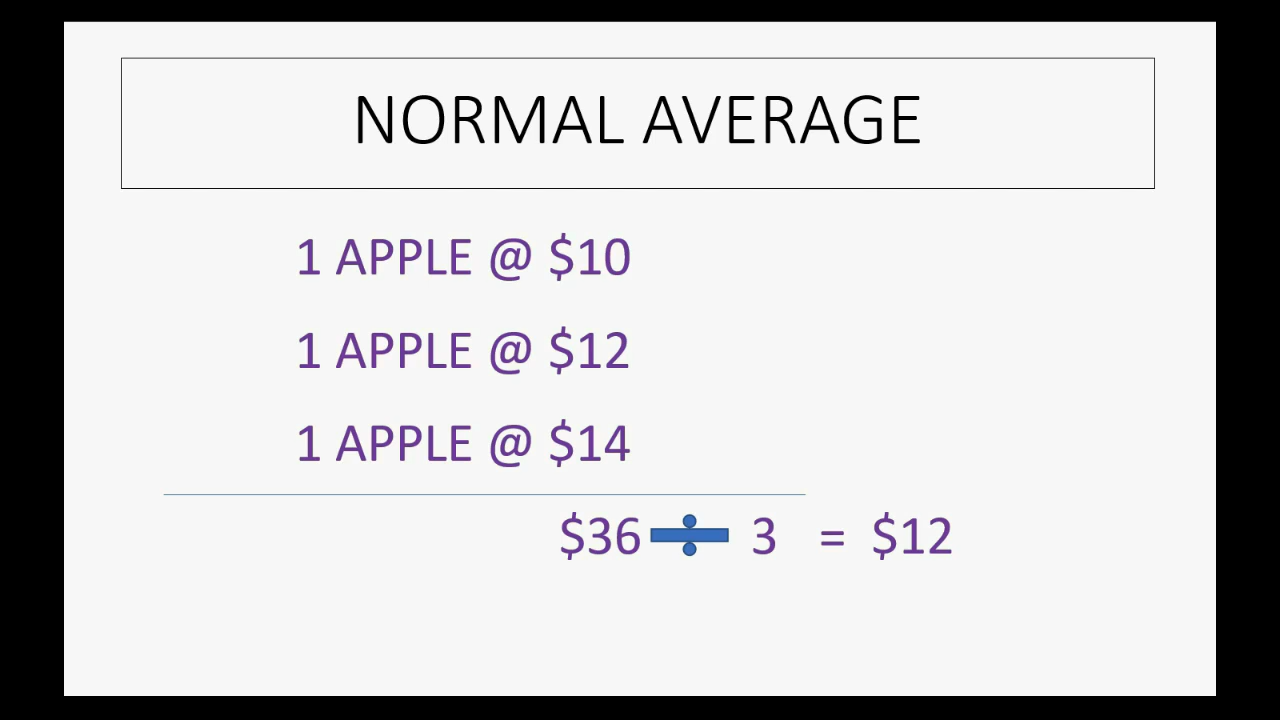 NORMAL AVERAGE
1 APPLE @ $10
1 APPLE @ $12
1 APPLE @ $14
$36 ÷ 3 = $12